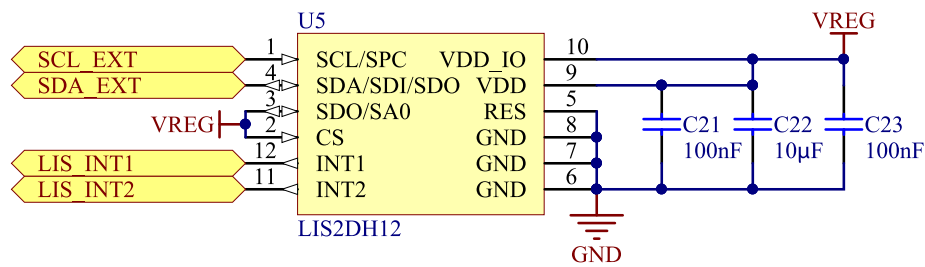 U5
VREG
1
SCL_EXT
SCL/SPC
VDD_IO
10
4
SDA_EXT
SDA/SDI/SDO
VDD
9
3
SDO/SA0
RES
5
VREG
2
CS
GND
8
C21
100nF
C22
10µF
C23
100nF
12
LIS_INT1
INT1
GND
7
11
LIS_INT2
INT2
GND
6
LIS2DH12
GND